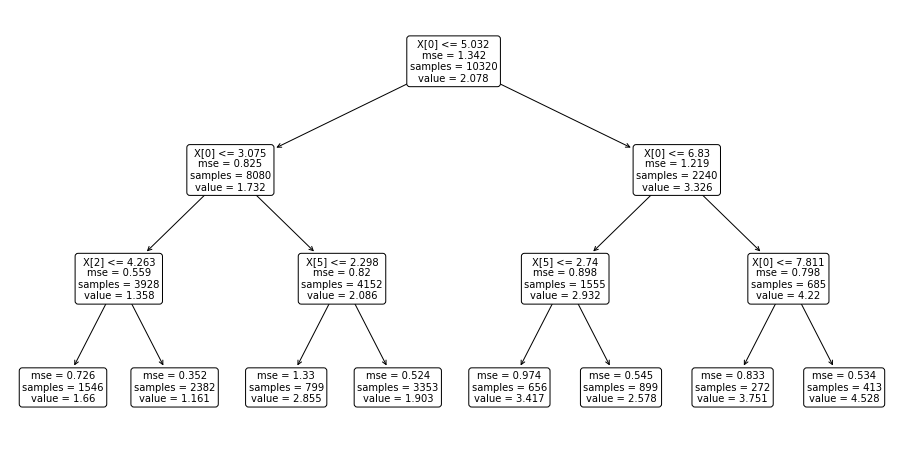 X[0] <= 5.032
mse = 1.342
samples = 10320
value = 2.078
X[0] <= 3.075
mse = 0.825
samples = 8080
value = 1.732
X[0] <= 6.83
mse = 1.219
samples = 2240
value = 3.326
X[2] <= 4.263
mse = 0.559
samples = 3928
value = 1.358
X[5] <= 2.298
mse = 0.82
samples = 4152
value = 2.086
X[5] <= 2.74
mse = 0.898
samples = 1555
value = 2.932
X[0] <= 7.811
mse = 0.798
samples = 685
value = 4.22
mse = 0.726
samples = 1546
value = 1.66
mse = 0.352
samples = 2382
value = 1.161
mse = 1.33
samples = 799
value = 2.855
mse = 0.524
samples = 3353
value = 1.903
mse = 0.974
samples = 656
value = 3.417
mse = 0.545
samples = 899
value = 2.578
mse = 0.833
samples = 272
value = 3.751
mse = 0.534
samples = 413
value = 4.528